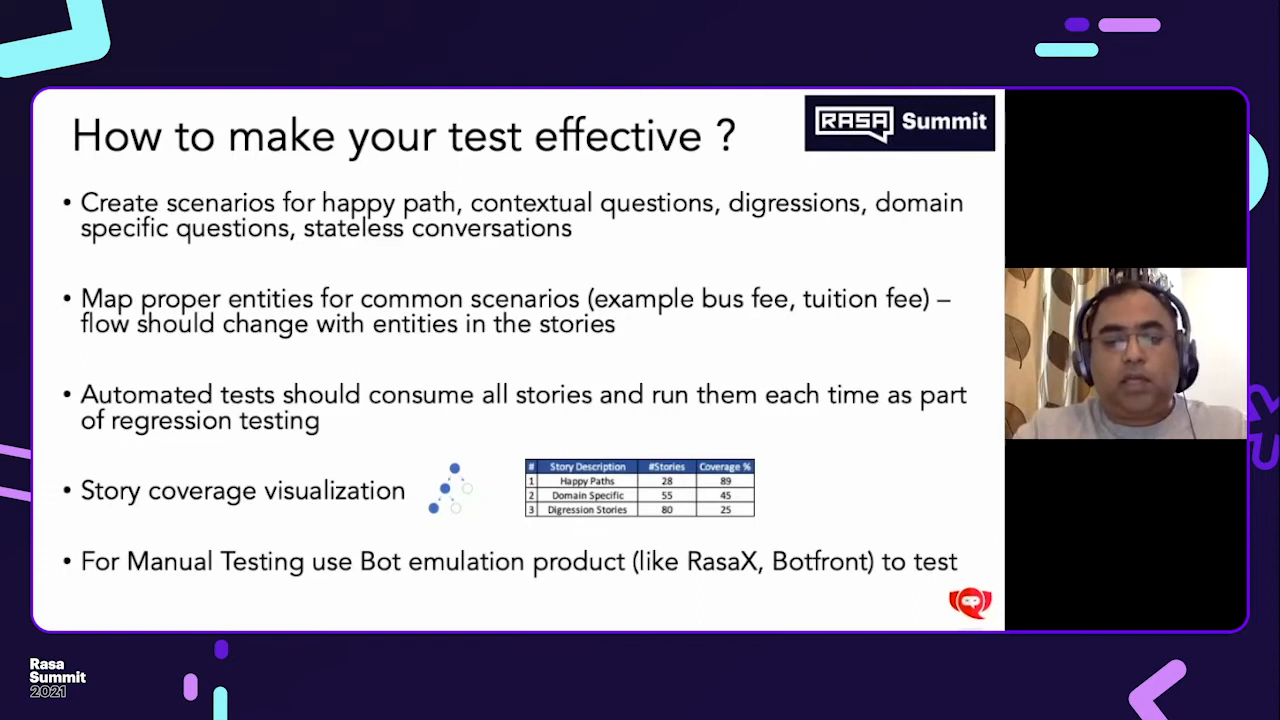 How to make your test effective ?
RASA Summit
• Create scenarios for happy path, contextual questions, digressions, domain
specific questions, stateless conversations
• Map proper entities for common scenarios (example bus fee, tuition fee) –
flow should change with entities in the stories
• Automated tests should consume all stories and run them each time as part
of regression testing
• Story coverage visualization
# Story Description #Stories Coverage %
1 Happy Paths 28 89
2 Domain Specific 55 45
3 Digression Stories 80 25
• For Manual Testing use Bot emulation product (like RasaX, Botfront) to test
Rasa
Summit
2021